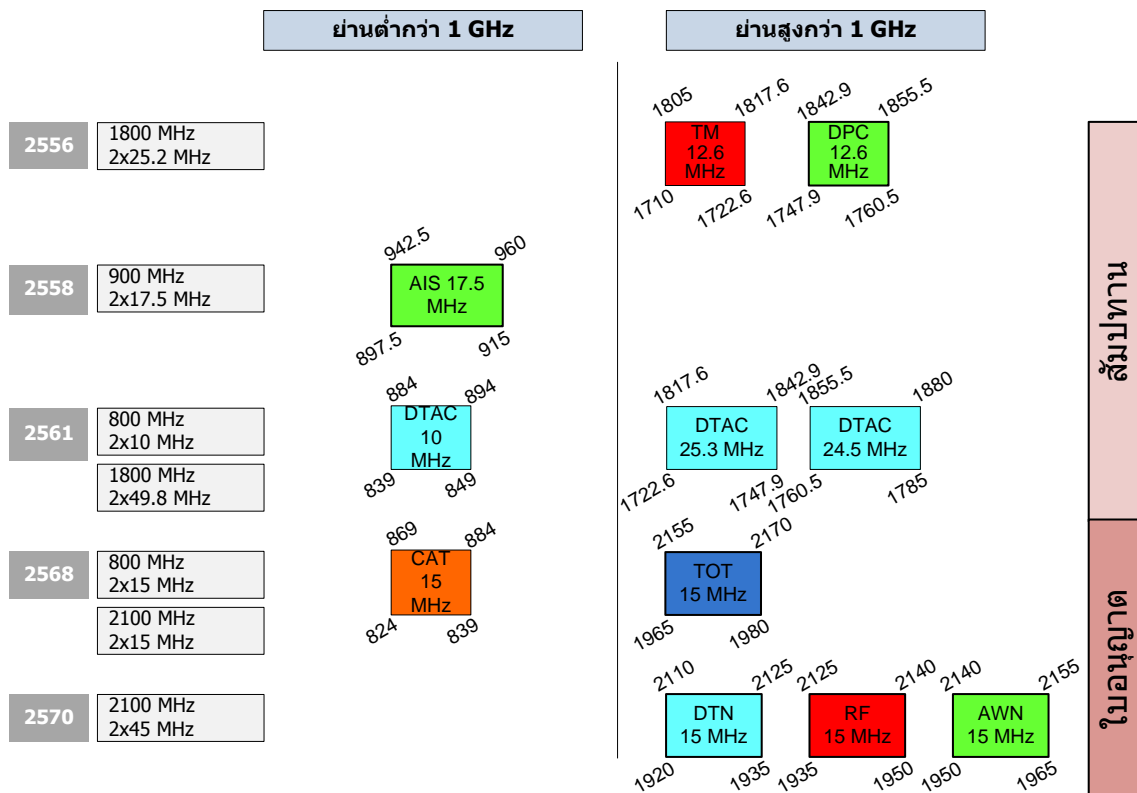 ย่านต่ำกว่า 1 GHz
ย่านสูงกว่า 1 GHz
2556
1800 MHz
2x25.2 MHz
1805
1817.6
TM
12.6
MHz
1710
1722.6
1842.9
1855.5
DPC
12.6
MHz
1747.9
1760.5
2558
900 MHz
2x17.5 MHz
942.5
960
AIS 17.5
MHz
897.5
915
2561
800 MHz
2x10 MHz
1800 MHz
2x49.8 MHz
884
894
DTAC
10
MHz
839
849
1817.6
1842.9
DTAC
25.3 MHz
1722.6
1747.9
1855.5
1880
DTAC
24.5 MHz
1760.5
1785
สัมปทาน
2568
800 MHz
2x15 MHz
2100 MHz
2x15 MHz
869
884
CAT
15
MHz
824
839
2155
2170
TOT
15 MHz
1965
1980
2570
2100 MHz
2x45 MHz
2110
2125
DTN
15 MHz
1920
1935
2125
2140
RF
15 MHz
1935
1950
2140
2155
AWN
15 MHz
1950
1965
ใบอนุญาต